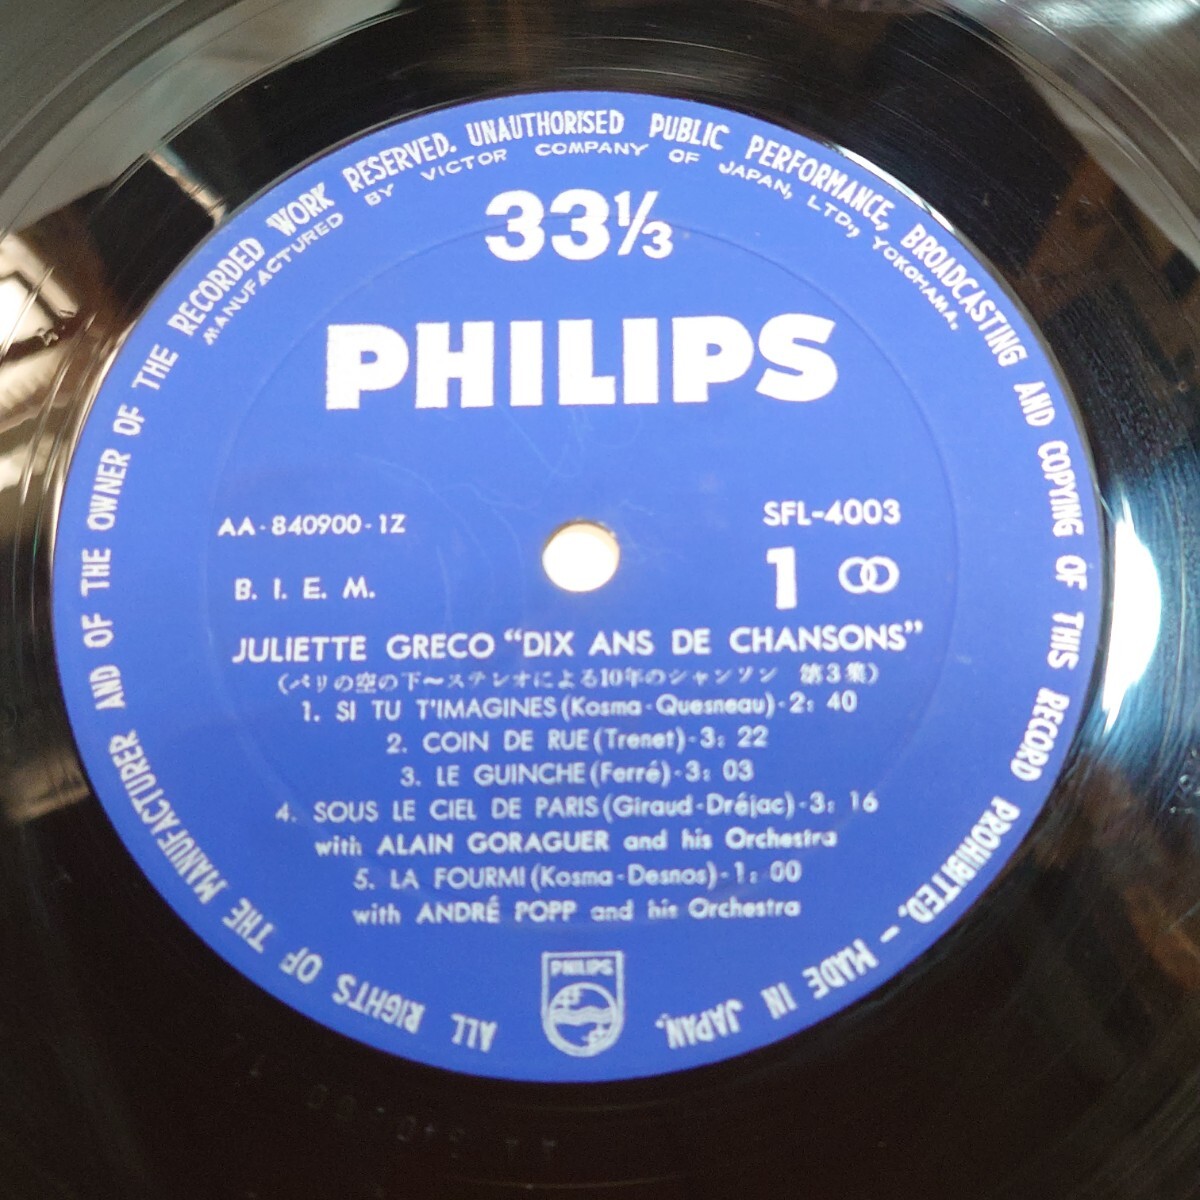 ALL RIGHTS OF THE MANUFACTURER AND OF THE OWNER OF THE RECORDED WORK RESERVED. UNAUTHORISED PUBLIC PERFORMANCE, BROADCASTING AND COPYING OF THIS RECORD PROHIBITED. - MADE IN JAPAN.
MANUFACTURED BY VICTOR COMPANY OF JAPAN, LTD., YOKOHAMA.
33⅓
PHILIPS
AA-840900-1Z
SFL-4003
B. I. E. M.
1
JULIETTE GRECO "DIX ANS DE CHANSONS"
(パリの空の下〜ステレオによる10年のシャンソン 第3集)
1. SI TU T'IMAGINES (Kosma-Quesneau)-2: 40
2. COIN DE RUE (Trenet)-3: 22
3. LE GUINCHE (Ferré)-3: 03
4. SOUS LE CIEL DE PARIS (Giraud-Dréjac)-3: 16
with ALAIN GORAGUER and his Orchestra
5. LA FOURMI (Kosma-Desnos)-1: 00
with ANDRÉ POPP and his Orchestra
PHILIPS